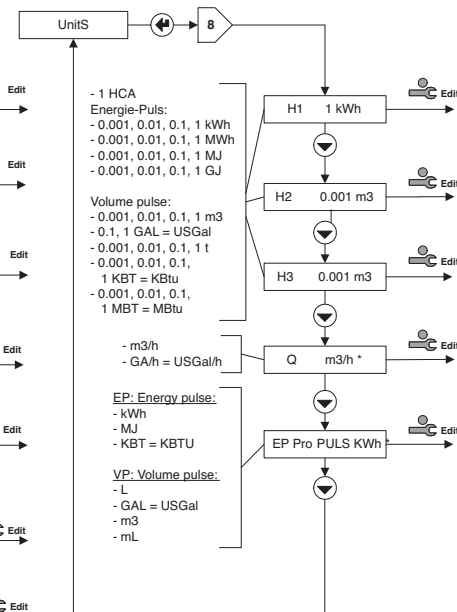 UnitS
8
Edit
Edit
Edit
Edit
Edit
Edit
Edit
- 1 HCA
Energie-Puls:
- 0.001, 0.01, 0.1, 1 kWh
- 0.001, 0.01, 0.1, 1 MWh
- 0.001, 0.01, 0.1, 1 MJ
- 0.001, 0.01, 0.1, 1 GJ
Volume pulse:
- 0.001, 0.01, 0.1, 1 m3
- 0.1, 1 GAL = USGal
- 0.001, 0.01, 0.1, 1 t
- 0.001, 0.01, 0.1,
1 KBT = KBtu
- 0.001, 0.01, 0.1,
1 MBT = MBtu
H1 1 kWh
Edit
H2 0.001 m3
Edit
H3 0.001 m3
Edit
- m3/h
- GA/h = USGal/h
Q m3/h *
Edit
EP: Energy pulse:
- kWh
- MJ
- KBT = KBTU
VP: Volume pulse:
- L
- GAL = USGal
- m3
- mL
EP Pro PULS KWh *
Edit